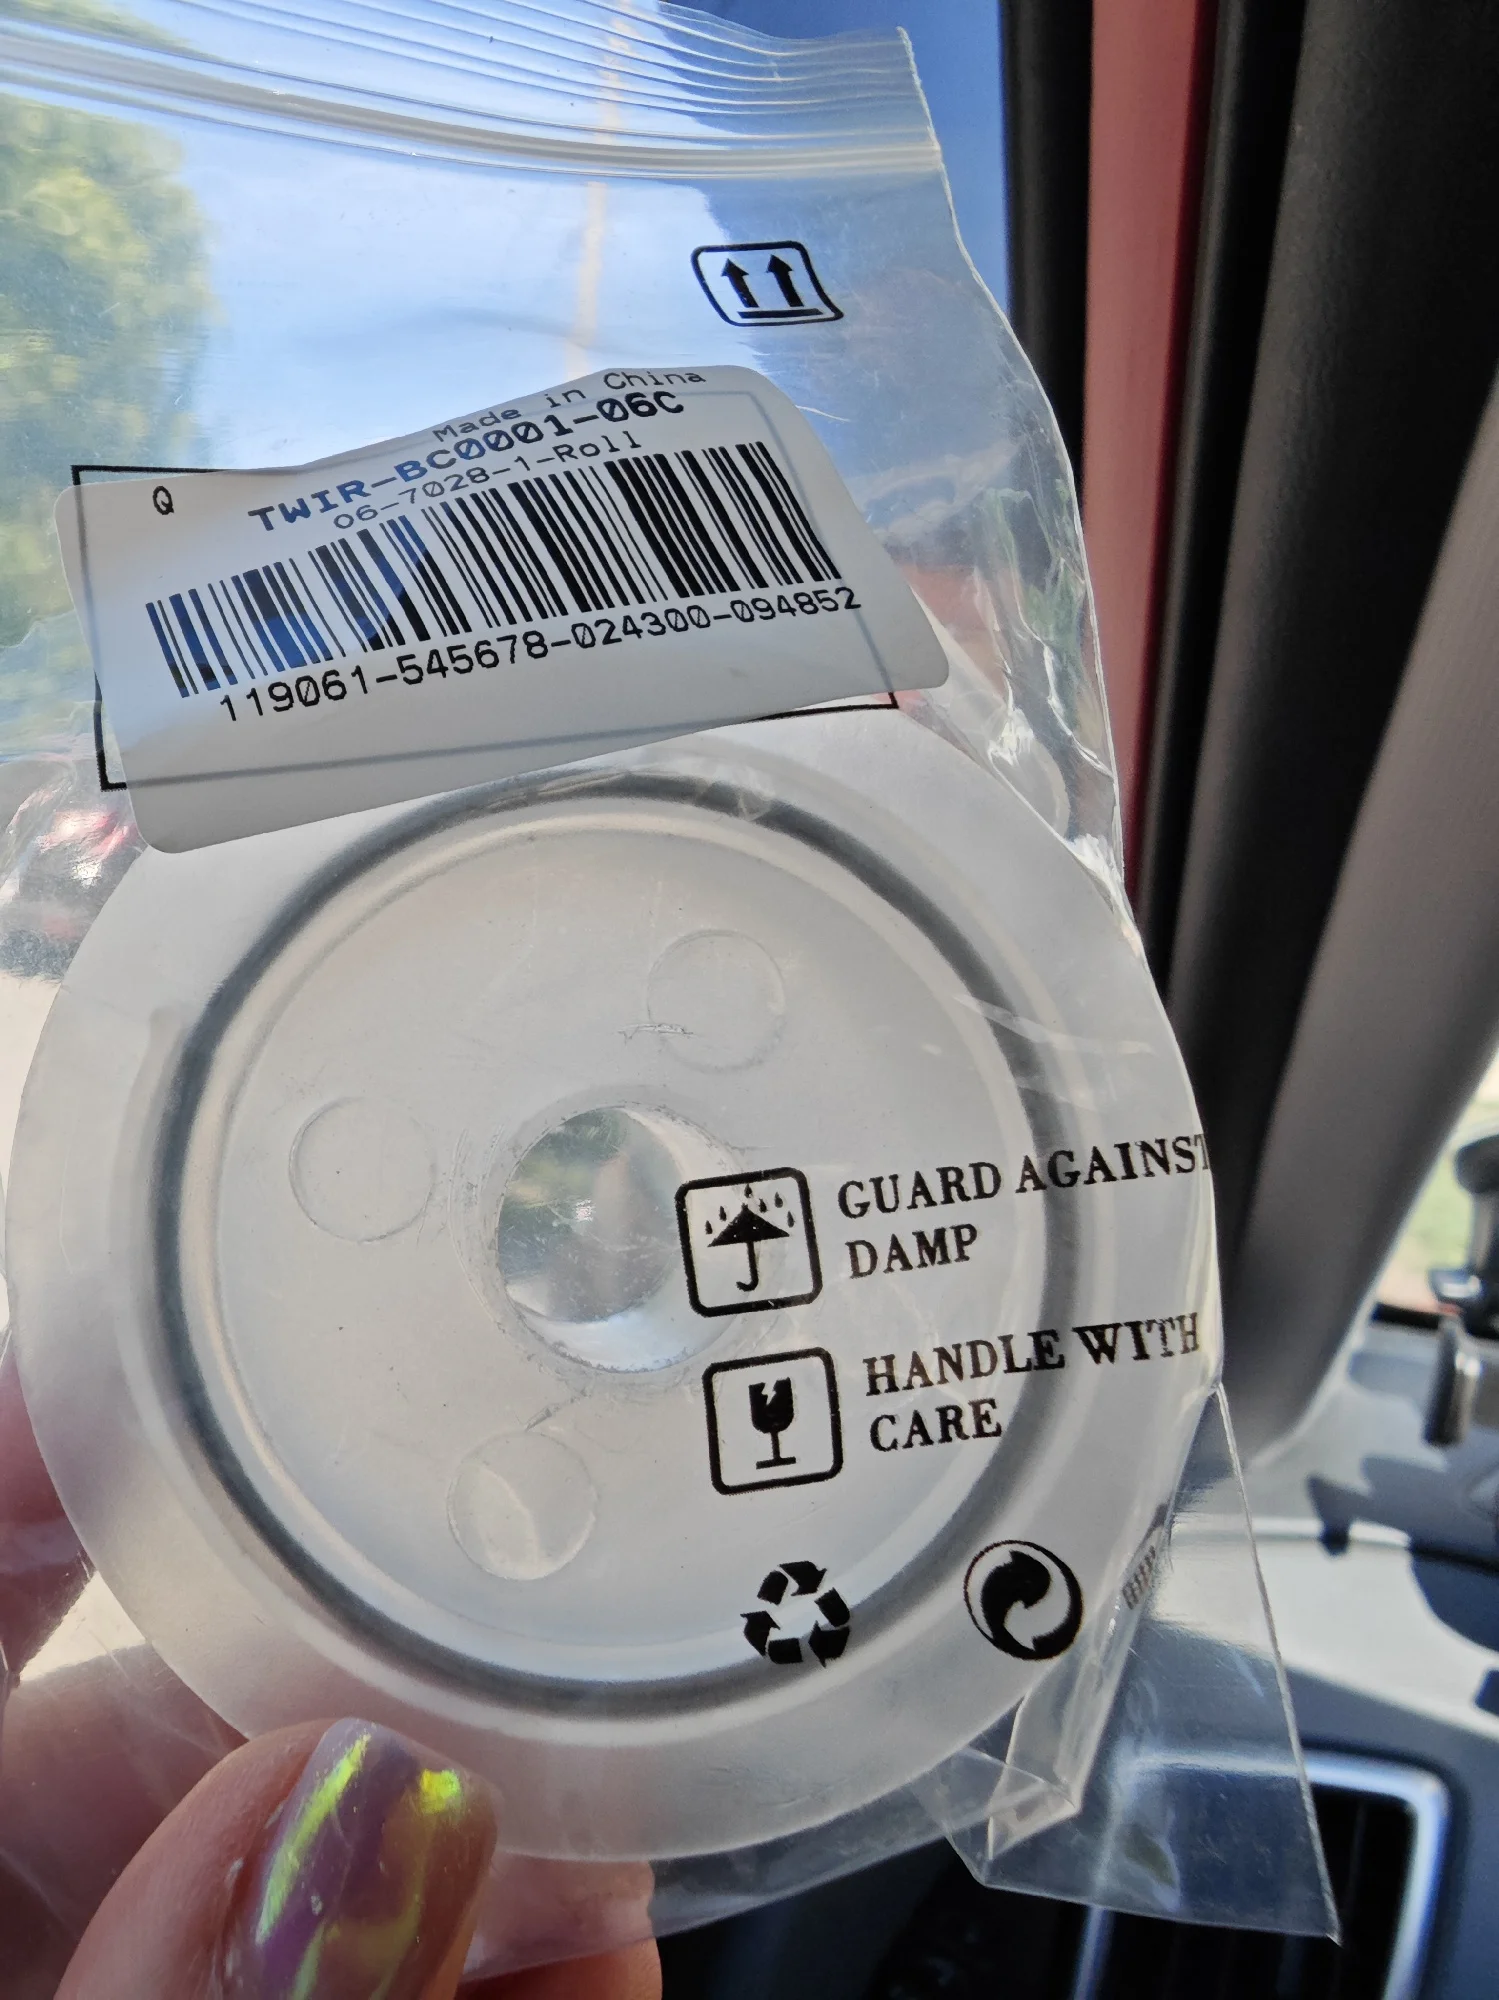 Made in China
Q
TWIR-BC0001-06C
06-7028-1-Roll
119061-545678-024300-094852
GUARD AGAINST
DAMP
HANDLE WITH
CARE